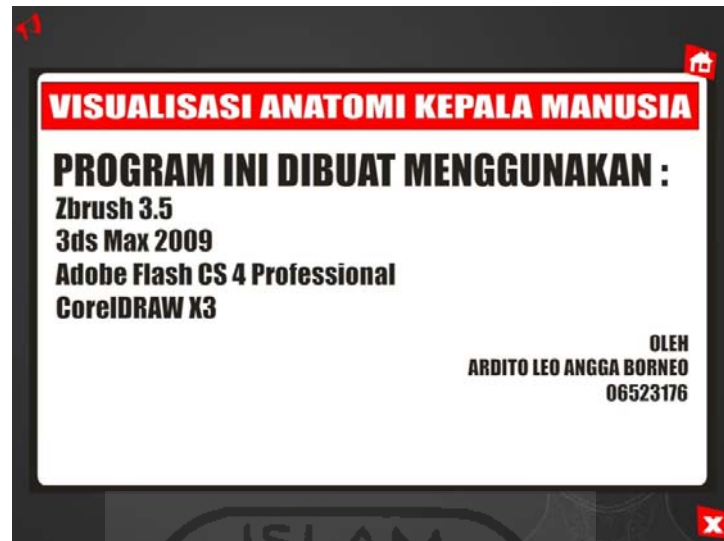 VISUALISASI ANATOMI KEPALA MANUSIA
PROGRAM INI DIBUAT MENGGUNAKAN :
Zbrush 3.5
3ds Max 2009
Adobe Flash CS 4 Professional
CorelDRAW X3
OLEH
ARDITO LEO ANGGA BORNEO
06523176
X
ISLAM